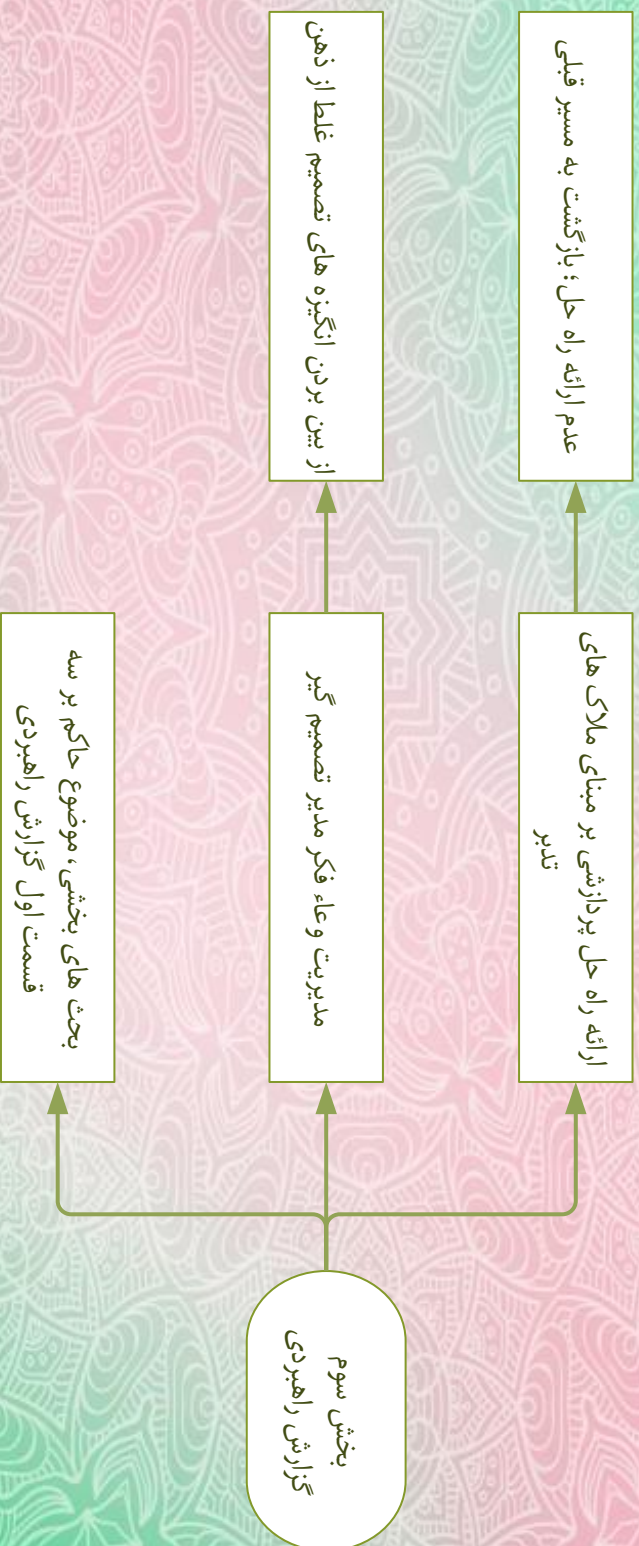 بخش سوم
گزارش راهبردی
ارائه راه حل پردازشی بر مبنای ملاک های
تدبر
عدم ارائه راه حل؛ بازگشت به مسیر قبلی
مدیریت وعاء فکر مدیر تصمیم گیر
از بین بردن انگیزه های تصمیم غلط از ذهن
بحث های بخشی، موضوع حاکم بر سه
قسمت اول گزارش راهبردی